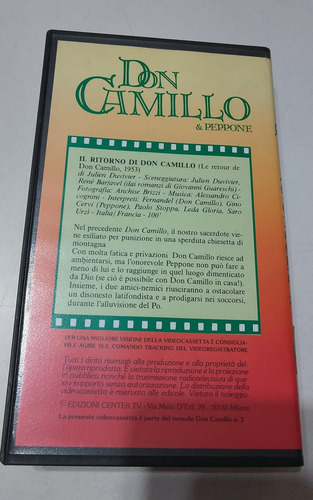 DON
CAMILLO
& PEPPONE
IL RITORNO DI DON CAMILLO (Le retour de
Don Camillo, 1953)
di Julien Duvivier - Sceneggiatura: Julien Duvivier,
René Barjavel (dai romanzi di Giovanni Guareschi) -
Fotografia: Anchise Brizzi - Musica: Alessandro Ci-
cognini - Interpreti: Fernandel (Don Camillo), Gino
Cervi (Peppone), Paolo Stoppa, Leda Gloria, Saro
Urzì - Italia/Francia - 100'
Nel precedente Don Camillo, il nostro sacerdote vie-
ne esiliato per punizione in una sperduta chiesetta di
montagna
Con molta fatica e privazioni Don Camillo riesce ad
ambientarsi, ma l'onorevole Peppone non può fare a
meno di lui e lo raggiunge in quel luogo dimenticato
da Dio (se ciò è possibile con Don Camillo in casa!).
Insieme, i due amici-nemici riusciranno a ostacolare
un disonesto latifondista e a prodigarsi nei soccorsi,
durante l'alluvione del Po.
PER UNA MIGLIORE VISIONE DELLA VIDEOCASSETTA È CONSIGLIA-
BILE AGIRE SUL COMANDO TRACKING DEL VIDEOREGISTRATORE
Tutti i diritti riservati alla produzione e alla proprietà del-
l'opera riprodotta. È vietata la riproduzione e la proiezione
in pubblico nonché la trasmissione radiotelevisiva di que-
sto supporto senza autorizzazione. La distribuzione della
videocassetta è riservata alle edicole. Vietato il noleggio.
© EDIZIONI CENTER TV - Via Melzi D'Eril, 29 - 20145 Milano
La presente videocassetta è parte del mensile Don Camillo n. 2